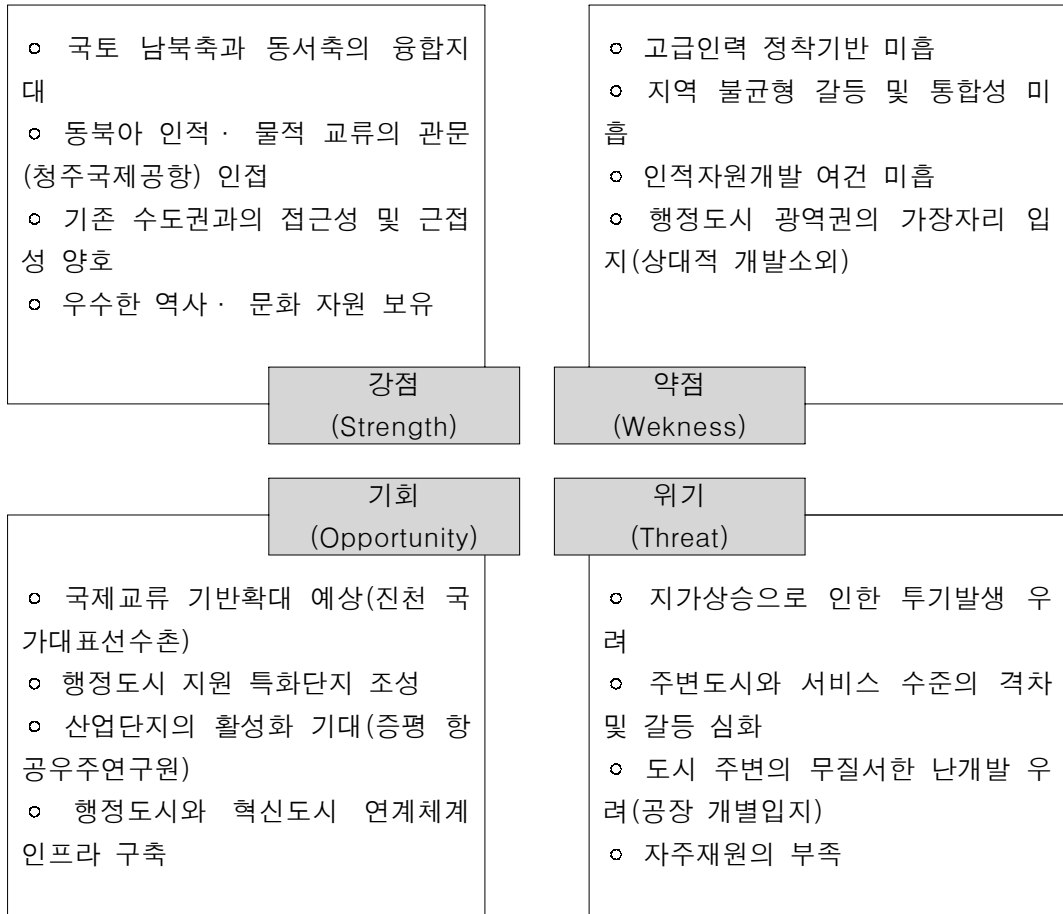 ∘ 국토 남북축과 동서축의 융합지
대
∘ 동북아 인적· 물적 교류의 관문
(청주국제공항) 인접
∘ 기존 수도권과의 접근성 및 근접
성 양호
∘ 우수한 역사· 문화 자원 보유
강점
(Strength)
∘ 고급인력 정착기반 미흡
∘ 지역 불균형 갈등 및 통합성 미
흡
∘ 인적자원개발 여건 미흡
∘ 행정도시 광역권의 가장자리 입
지(상대적 개발소외)
약점
(Wekness)
기회
(Opportunity)
∘ 국제교류 기반확대 예상(진천 국
가대표선수촌)
∘ 행정도시 지원 특화단지 조성
∘ 산업단지의 활성화 기대(증평 항
공우주연구원)
∘ 행정도시와 혁신도시 연계체계
인프라 구축
위기
(Threat)
∘ 지가상승으로 인한 투기발생 우
려
∘ 주변도시와 서비스 수준의 격차
및 갈등 심화
∘ 도시 주변의 무질서한 난개발 우
려(공장 개별입지)
∘ 자주재원의 부족